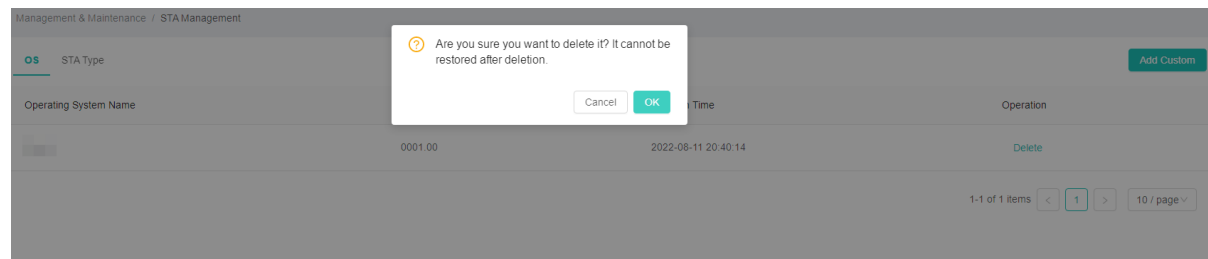 Management & Maintenance / STA Management
Are you sure you want to delete it? It cannot be
restored after deletion.
OS STA Type
Add Custom
Cancel OK
Operating System Name Time Operation
0001.00 2022-08-11 20:40:14 Delete
1-1 of 1 items < 1 > 10 / page